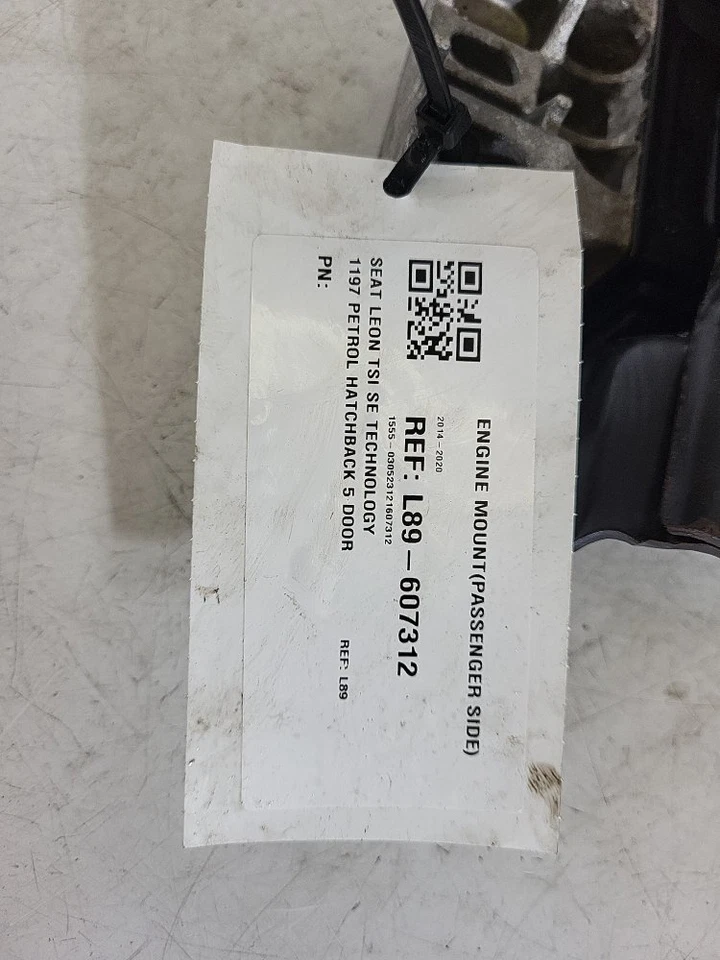 ENGINE MOUNT(PASSENGER SIDE)
2014-2020
REF: L89-607312
1555-030523121607312
SEAT LEON TSI SE TECHNOLOGY
1197 PETROL HATCHBACK 5 DOOR
REF: L89
PN: